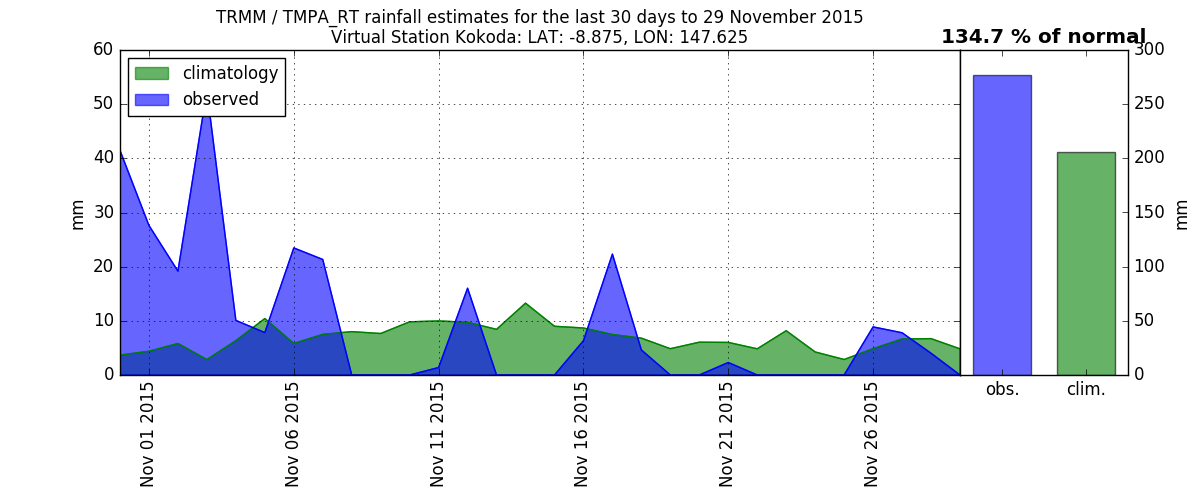 TRMM / TMPA_RT rainfall estimates for the last 30 days to 29 November 2015
Virtual Station Kokoda: LAT: -8.875, LON: 147.625
134.7 % of normal
climatology
observed
60
50
40
30
20
10
0
mm
Nov 01 2015
Nov 06 2015
Nov 11 2015
Nov 16 2015
Nov 21 2015
Nov 26 2015
300
250
200
150
100
50
0
mm
obs.
clim.